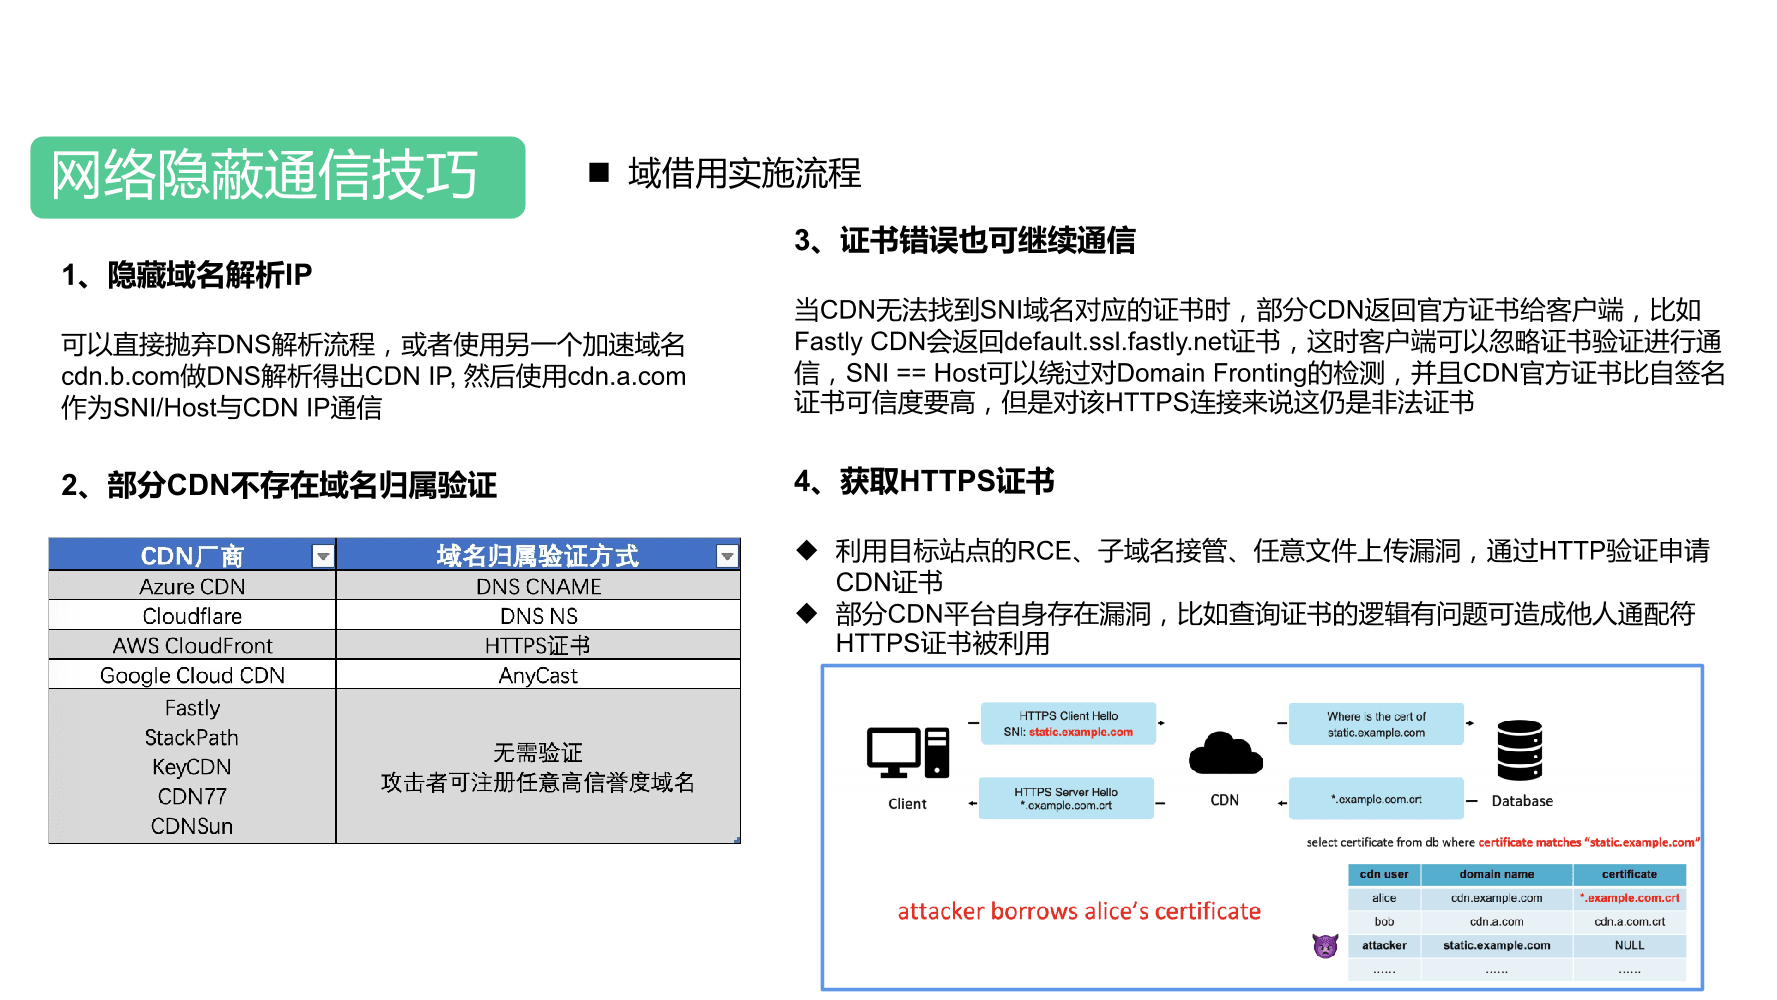 网络隐蔽通信技巧
■ 域借用实施流程
1、隐藏域名解析IP
可以直接抛弃DNS解析流程，或者使用另一个加速域名
cdn.b.com做DNS解析得出CDN IP, 然后使用cdn.a.com
作为SNI/Host与CDN IP通信
2、部分CDN不存在域名归属验证
CDN厂商 域名归属验证方式
Azure CDN DNS CNAME
Cloudflare DNS NS
AWS CloudFront HTTPS证书
Google Cloud CDN AnyCast
Fastly
StackPath
KeyCDN
CDN77
CDNSun
无需验证
攻击者可注册任意高信誉度域名
3、证书错误也可继续通信
当CDN无法找到SNI域名对应的证书时，部分CDN返回官方证书给客户端，比如
Fastly CDN会返回default.ssl.fastly.net证书，这时客户端可以忽略证书验证进行通
信，SNI == Host可以绕过对Domain Fronting的检测，并且CDN官方证书比自签名
证书可信度要高，但是对该HTTPS连接来说这仍是非法证书
4、获取HTTPS证书
◆ 利用目标站点的RCE、子域名接管、任意文件上传漏洞，通过HTTP验证申请
CDN证书
◆ 部分CDN平台自身存在漏洞，比如查询证书的逻辑有问题可造成他人通配符
HTTPS证书被利用
HTTPS Client Hello
SNI: static.example.com
Where is the cert of
static.example.com
HTTPS Server Hello
*.example.com.crt
*.example.com.crt
Client
CDN
Database
select certificate from db where certificate matches “static.example.com”
attacker borrows alice’s certificate
cdn user domain name certificate
alice cdn.example.com *.example.com.crt
bob cdn.a.com cdn.a.com.crt
attacker static.example.com NULL
...... ...... ......